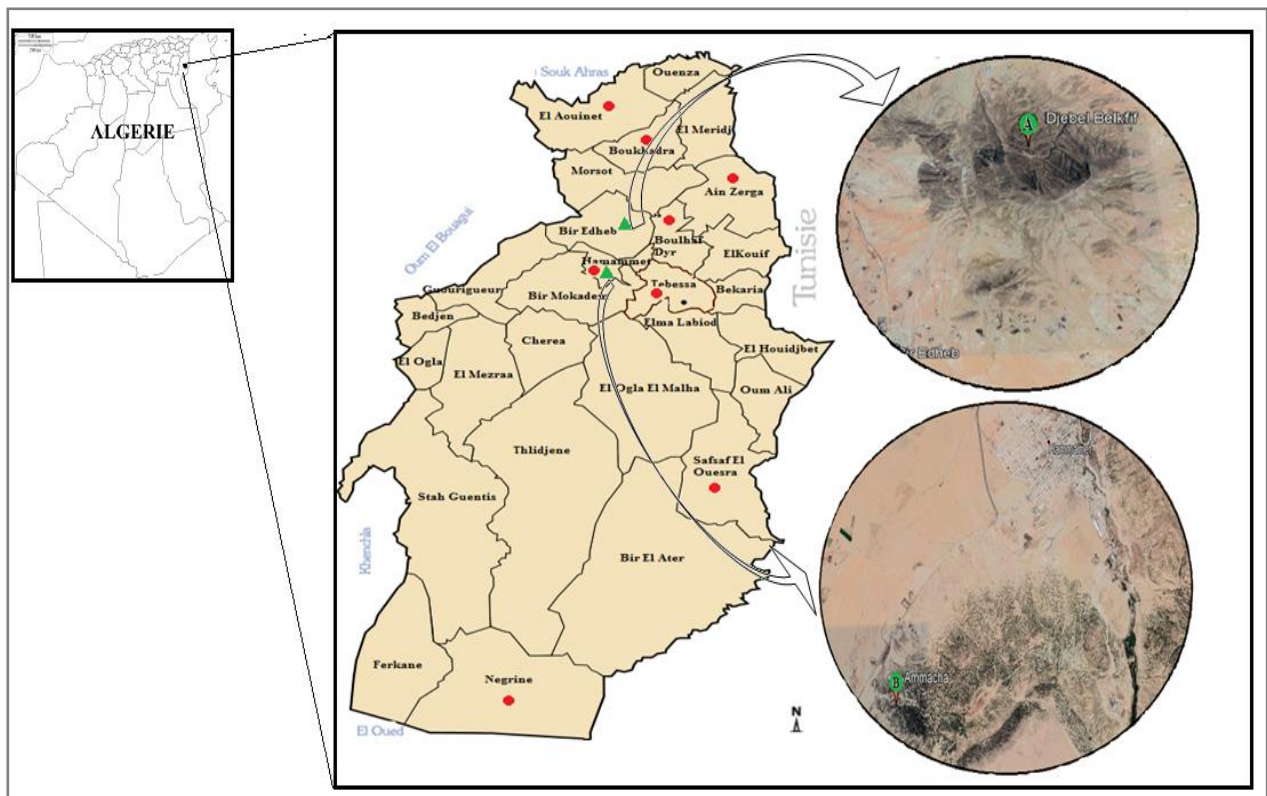 ALGERIE
Souk Ahras
Ouenza
El Aouinet
El Meridj
Boukhadra
Morsot
Ain Zerga
Tunisie
Oum El Bouagui
Bir Edheb
Boulhaf
Dyr
ElKouif
Hamammet
Tebessa
Bekaria
Guourigueur
Bir Mokadem
Bedjen
Elma Labiod
Cherea
El Houidjbet
El Ogla
El Mezraa
El Ogla El Malha
Oum Ali
Thlidjene
Safsaf El
Ouesra
Stah Guentis
Khenchla
Bir El Ater
Ferkane
Negrine
El Oued
N
A
Djebel Belkfif
Edheb
B
Ammacha